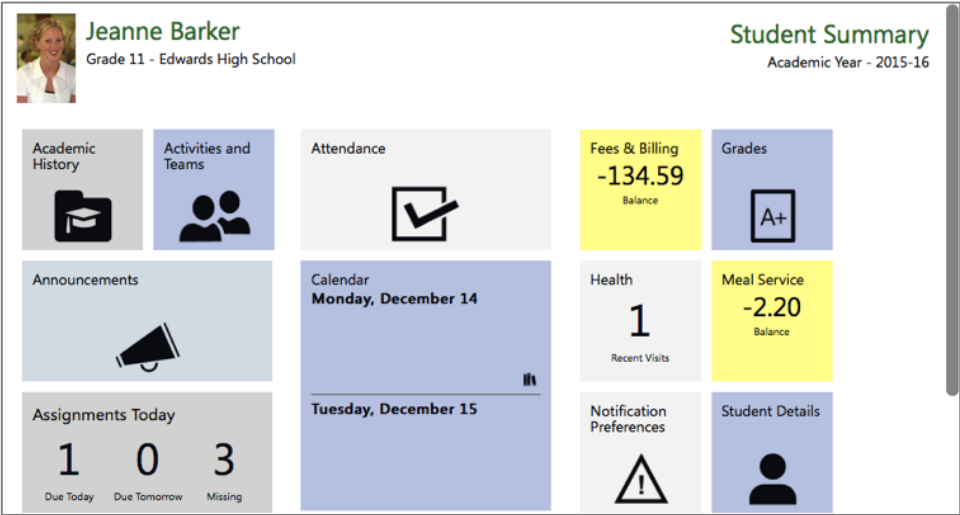 Jeanne Barker
Grade 11 - Edwards High School
Student Summary
Academic Year - 2015-16
Academic
History
Activities and
Teams
Attendance
Fees & Billing
-134.59
Balance
Grades
A+
Announcements
Calendar
Monday, December 14
Tuesday, December 15
Health
1
Recent Visits
Meal Service
-2.20
Balance
Assignments Today
1 0 3
Due Today Due Tomorrow Missing
Notification
Preferences
!
Student Details